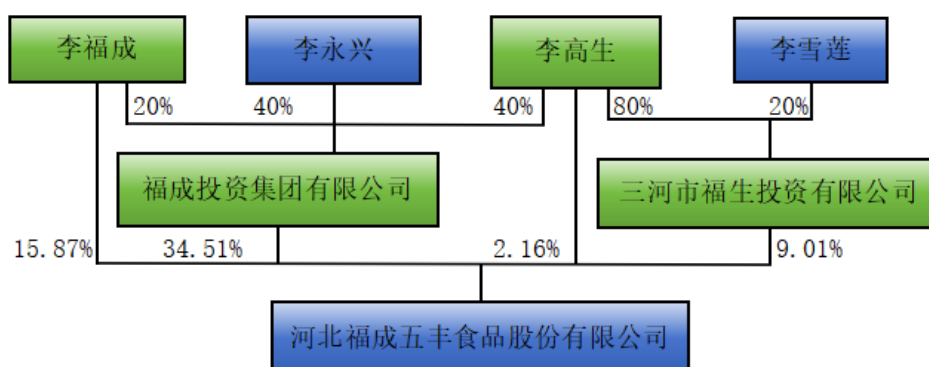 李福成
李永兴
李高生
李雪莲
20%
40%
40%
80%
20%
福成投资集团有限公司
三河市福生投资有限公司
15.87%
34.51%
2.16%
9.01%
河北福成五丰食品股份有限公司